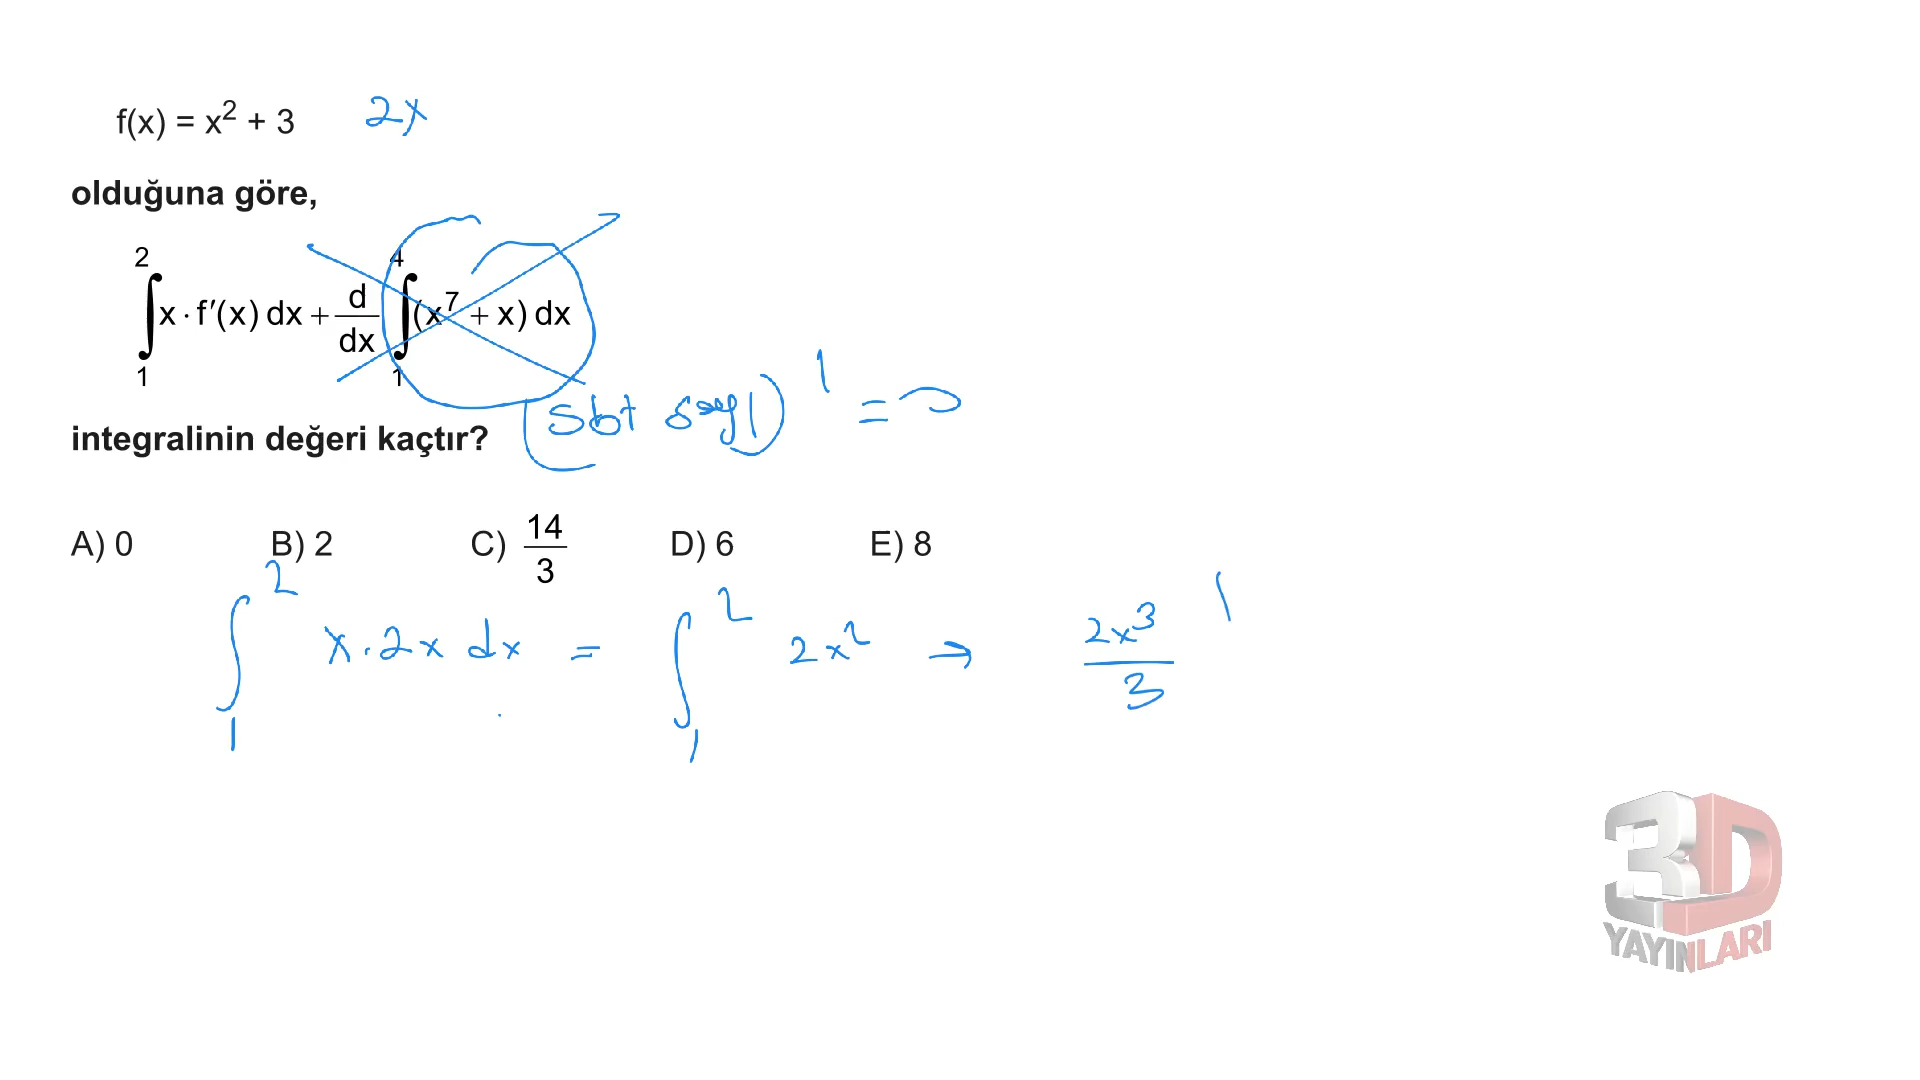 f(x) = x² + 3 2x
olduğuna göre,
∫₁² x · f′(x) dx + d/dx ∫₁⁴ (x⁷ + x) dx
(Sbt sayı)' =
integralinin değeri kaçtır?
A) 0 B) 2 C) 14/3 D) 6 E) 8
∫₁² x · 2x dx = ∫₁² 2x² → 2x³/3 |
3D
YAYINLARI